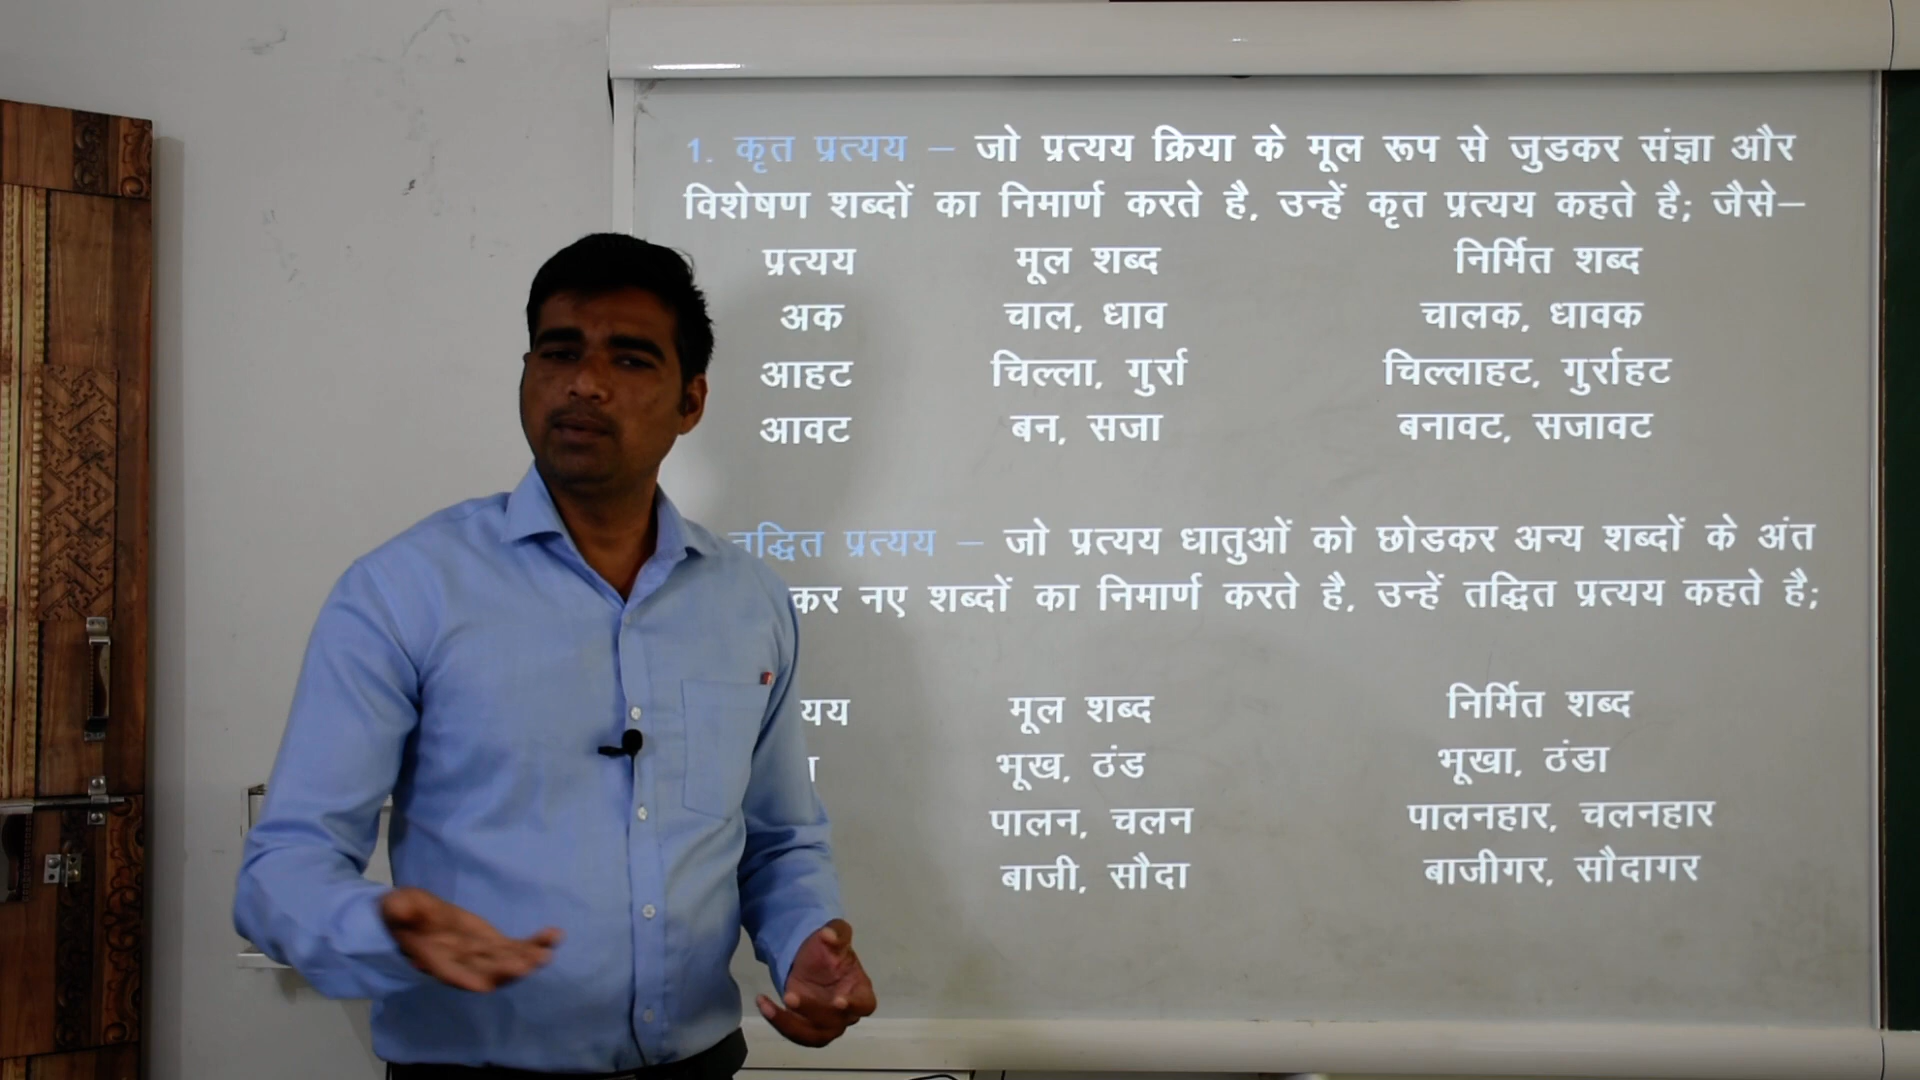 1. कृत प्रत्यय – जो प्रत्यय क्रिया के मूल रूप से जुडकर संज्ञा और
विशेषण शब्दों का निमार्ण करते है, उन्हें कृत प्रत्यय कहते है; जैसे–
प्रत्यय मूल शब्द निर्मित शब्द
अक चाल, धाव चालक, धावक
आहट चिल्ला, गुर्रा चिल्लाहट, गुर्राहट
आवट बन, सजा बनावट, सजावट
तद्धित प्रत्यय – जो प्रत्यय धातुओं को छोडकर अन्य शब्दों के अंत
कर नए शब्दों का निमार्ण करते है, उन्हें तद्धित प्रत्यय कहते है;
यय मूल शब्द निर्मित शब्द
भूख, ठंड भूखा, ठंडा
पालन, चलन पालनहार, चलनहार
बाजी, सौदा बाजीगर, सौदागर